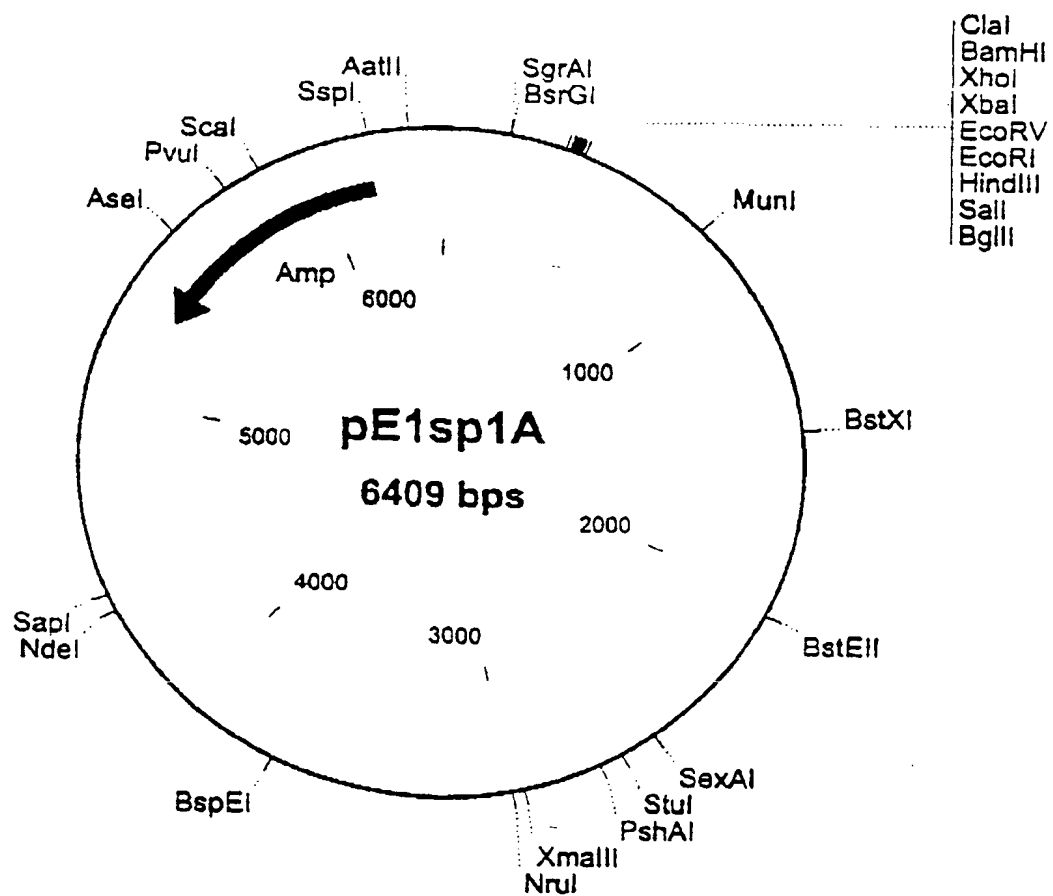 ClaI
BamHI
XhoI
XbaI
EcoRV
EcoRI
HindIII
SalI
BglII
AatII
SspI
SgrAI
BsrGI
ScaI
PvuI
AseI
MunI
Amp
6000
1000
5000
pE1sp1A
6409 bps
BstXI
2000
4000
3000
SapI
NdeI
BstEII
BspEI
SexAI
StuI
PshAI
XmaIII
NruI